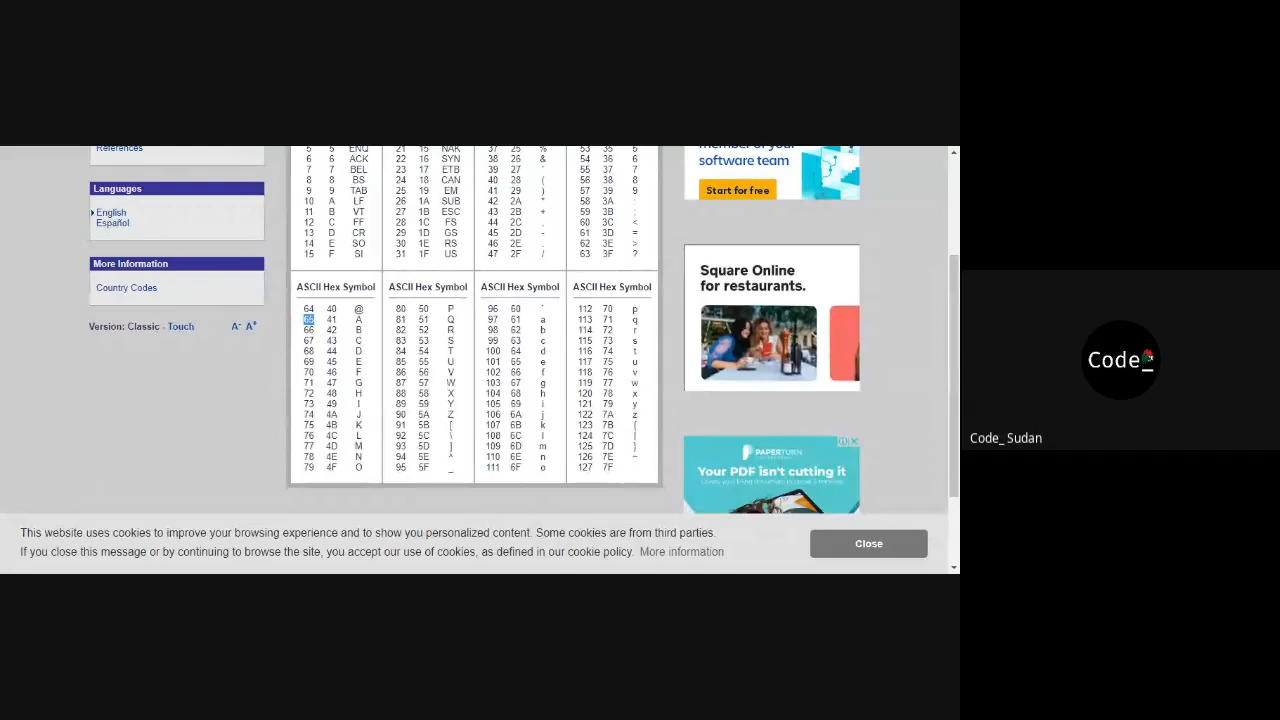 References
Languages
English
Español
More Information
Country Codes
Version: Classic - Touch A- A+
5 5 ENQ 21 15 NAK 37 25 % 53 35 5
6 6 ACK 22 16 SYN 38 26 & 54 36 6
7 7 BEL 23 17 ETB 39 27 ' 55 37 7
8 8 BS 24 18 CAN 40 28 ( 56 38 8
9 9 TAB 25 19 EM 41 29 ) 57 39 9
10 A LF 26 1A SUB 42 2A * 58 3A :
11 B VT 27 1B ESC 43 2B + 59 3B ;
12 C FF 28 1C FS 44 2C , 60 3C <
13 D CR 29 1D GS 45 2D - 61 3D =
14 E SO 30 1E RS 46 2E . 62 3E >
15 F SI 31 1F US 47 2F / 63 3F ?
ASCII Hex Symbol ASCII Hex Symbol ASCII Hex Symbol ASCII Hex Symbol
64 40 @ 80 50 P 96 60 ` 112 70 p
65 41 A 81 51 Q 97 61 a 113 71 q
66 42 B 82 52 R 98 62 b 114 72 r
67 43 C 83 53 S 99 63 c 115 73 s
68 44 D 84 54 T 100 64 d 116 74 t
69 45 E 85 55 U 101 65 e 117 75 u
70 46 F 86 56 V 102 66 f 118 76 v
71 47 G 87 57 W 103 67 g 119 77 w
72 48 H 88 58 X 104 68 h 120 78 x
73 49 I 89 59 Y 105 69 i 121 79 y
74 4A J 90 5A Z 106 6A j 122 7A z
75 4B K 91 5B [ 107 6B k 123 7B {
76 4C L 92 5C \ 108 6C l 124 7C |
77 4D M 93 5D ] 109 6D m 125 7D }
78 4E N 94 5E ^ 110 6E n 126 7E ~
79 4F O 95 5F _ 111 6F o 127 7F
member of your
software team
Start for free
Square Online
for restaurants.
PAPERTURN
Your PDF isn't cutting it
This website uses cookies to improve your browsing experience and to show you personalized content. Some cookies are from third parties.
If you close this message or by continuing to browse the site, you accept our use of cookies, as defined in our cookie policy. More information
Close
Code_
Code_ Sudan